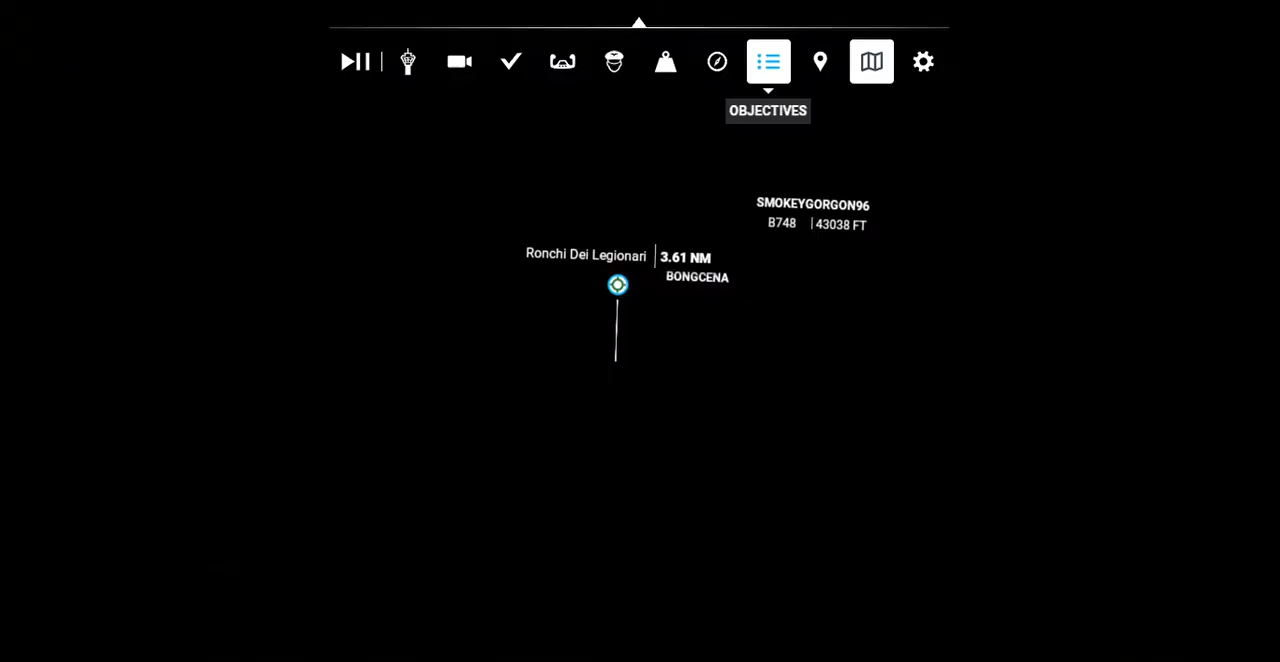 OBJECTIVES
SMOKEYGORGON96
B748 | 43038 FT
Ronchi Dei Legionari | 3.61 NM
BONGCENA